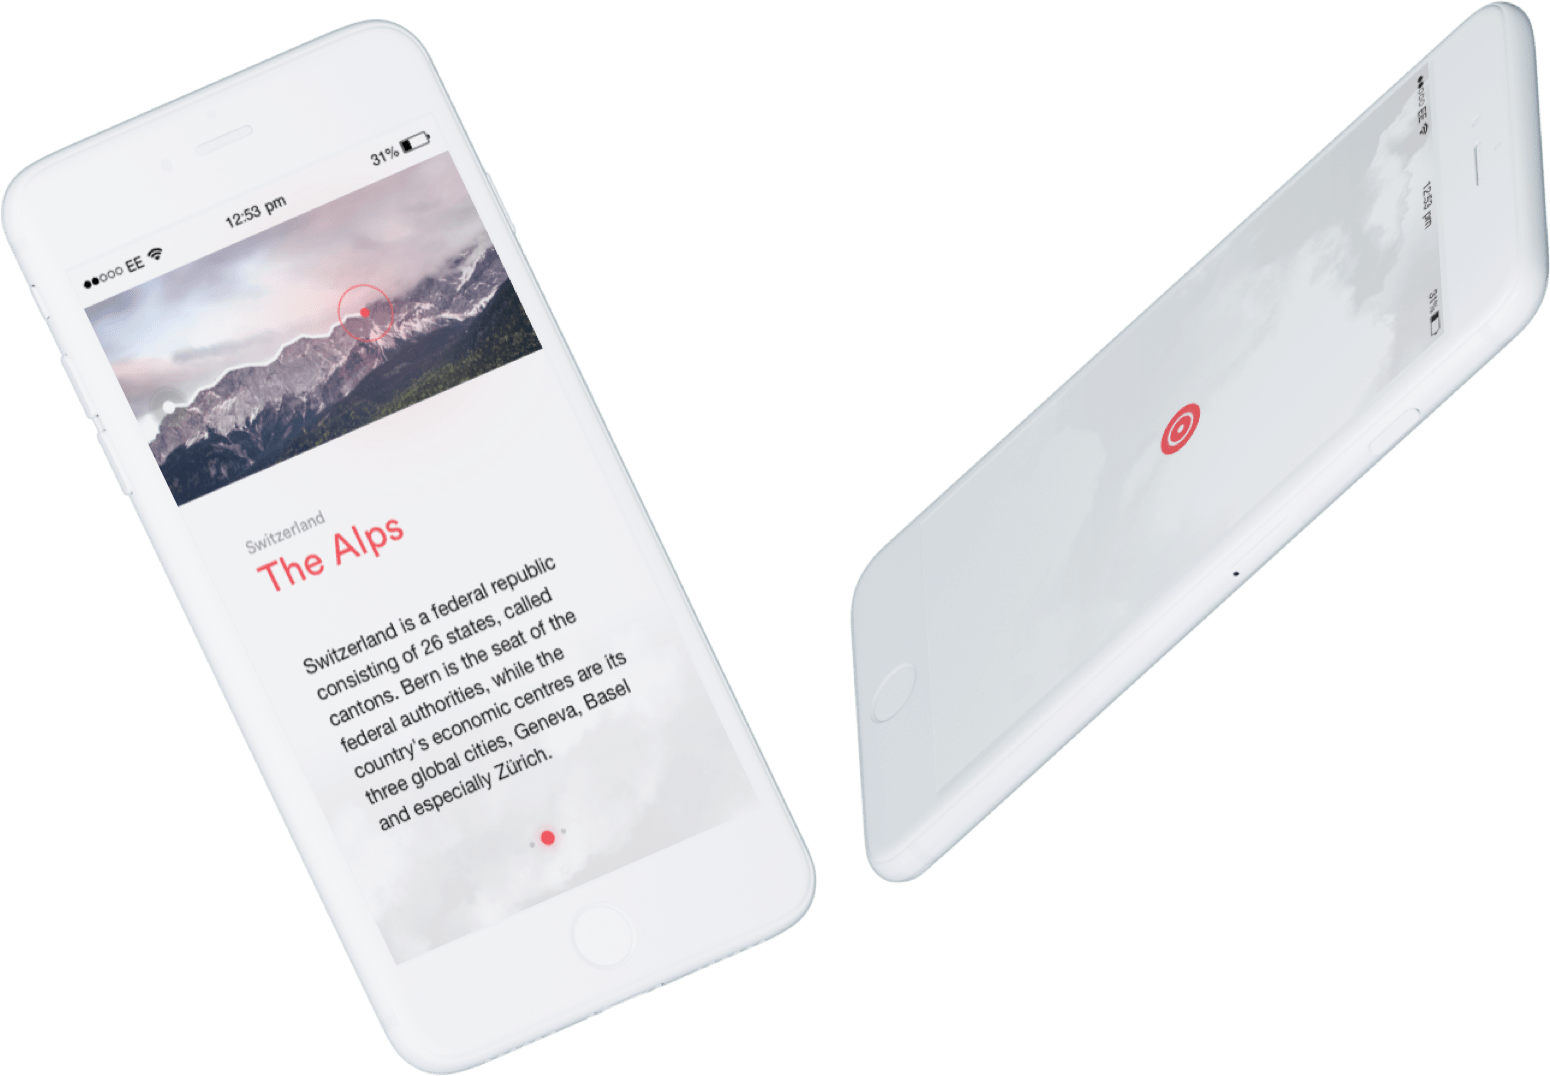 EE 12:53 pm 31%
Switzerland
The Alps
Switzerland is a federal republic
consisting of 26 states, called
cantons. Bern is the seat of the
federal authorities, while the
country's economic centres are its
three global cities, Geneva, Basel
and especially Zürich.
EE 12:53 pm 31%